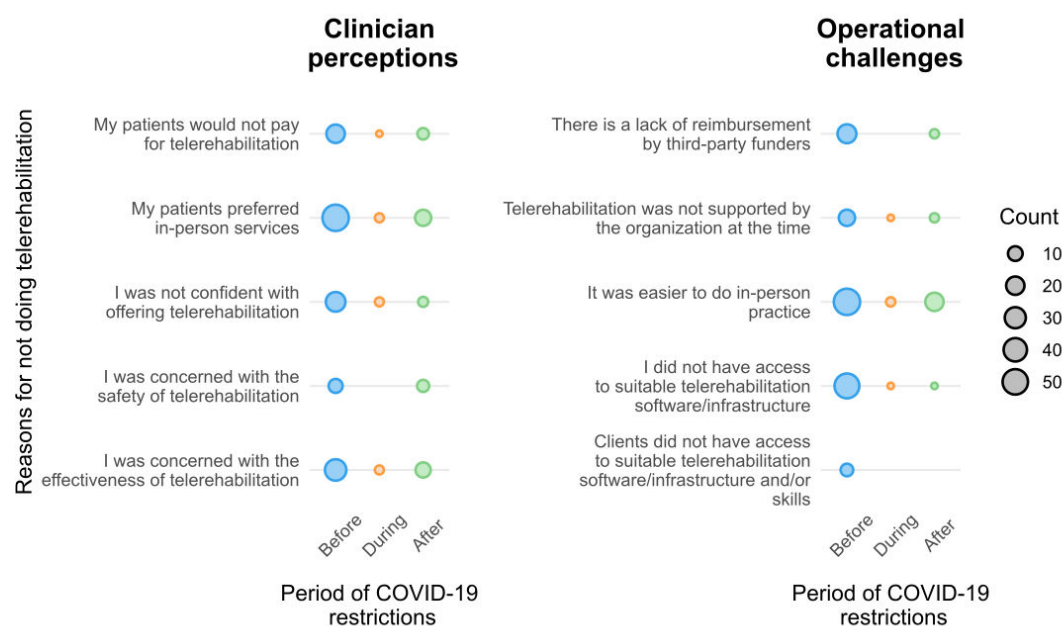 Clinician
perceptions
Operational
challenges
Reasons for not doing telerehabilitation
My patients would not pay
for telerehabilitation
My patients preferred
in-person services
I was not confident with
offering telerehabilitation
I was concerned with the
safety of telerehabilitation
I was concerned with the
effectiveness of telerehabilitation
Before
During
After
Period of COVID-19
restrictions
There is a lack of reimbursement
by third-party funders
Telerehabilitation was not supported by
the organization at the time
It was easier to do in-person
practice
I did not have access
to suitable telerehabilitation
software/infrastructure
Clients did not have access
to suitable telerehabilitation
software/infrastructure and/or
skills
Before
During
After
Period of COVID-19
restrictions
Count
10
20
30
40
50